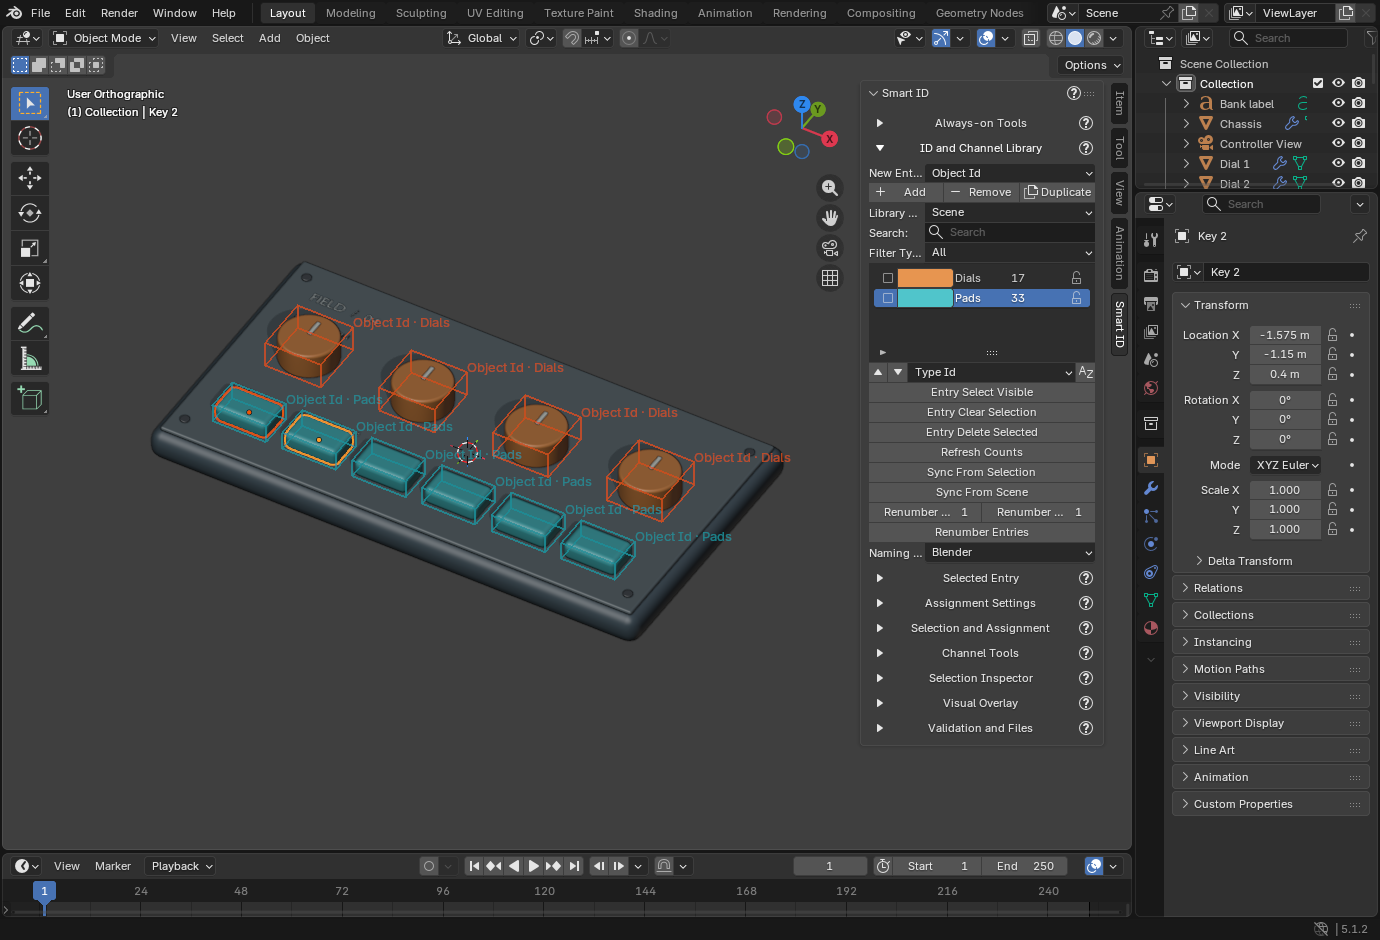 File Edit Render Window Help Layout Modeling Sculpting UV Editing Texture Paint Shading Animation Rendering Compositing Geometry Nodes Scene ViewLayer
Object Mode View Select Add Object Global
Options
User Orthographic
(1) Collection | Key 2
Z
Y
X
FIELD
Object Id · Dials
Object Id · Dials
Object Id · Dials
Object Id · Dials
Object Id · Pads
Object Id · Pads
Object Id · Pads
Object Id · Pads
Object Id · Pads
Object Id · Pads
Smart ID
Always-on Tools
ID and Channel Library
New Ent... Object Id
Add Remove Duplicate
Library ... Scene
Search: Search
Filter Ty... All
Dials 17
Pads 33
Type Id AZ
Entry Select Visible
Entry Clear Selection
Entry Delete Selected
Refresh Counts
Sync From Selection
Sync From Scene
Renumber ... 1 Renumber ... 1
Renumber Entries
Naming ... Blender
Selected Entry
Assignment Settings
Selection and Assignment
Channel Tools
Selection Inspector
Visual Overlay
Validation and Files
Item
Tool
View
Animation
Smart ID
Search
Scene Collection
Collection
Bank label
Chassis
Controller View
Dial 1
Dial 2
Search
Key 2
Key 2
Transform
Location X -1.575 m
Y -1.15 m
Z 0.4 m
Rotation X 0°
Y 0°
Z 0°
Mode XYZ Euler
Scale X 1.000
Y 1.000
Z 1.000
Delta Transform
Relations
Collections
Instancing
Motion Paths
Visibility
Viewport Display
Line Art
Animation
Custom Properties
View Marker Playback 1 Start 1 End 250
1 24 48 72 96 120 144 168 192 216 240
5.1.2